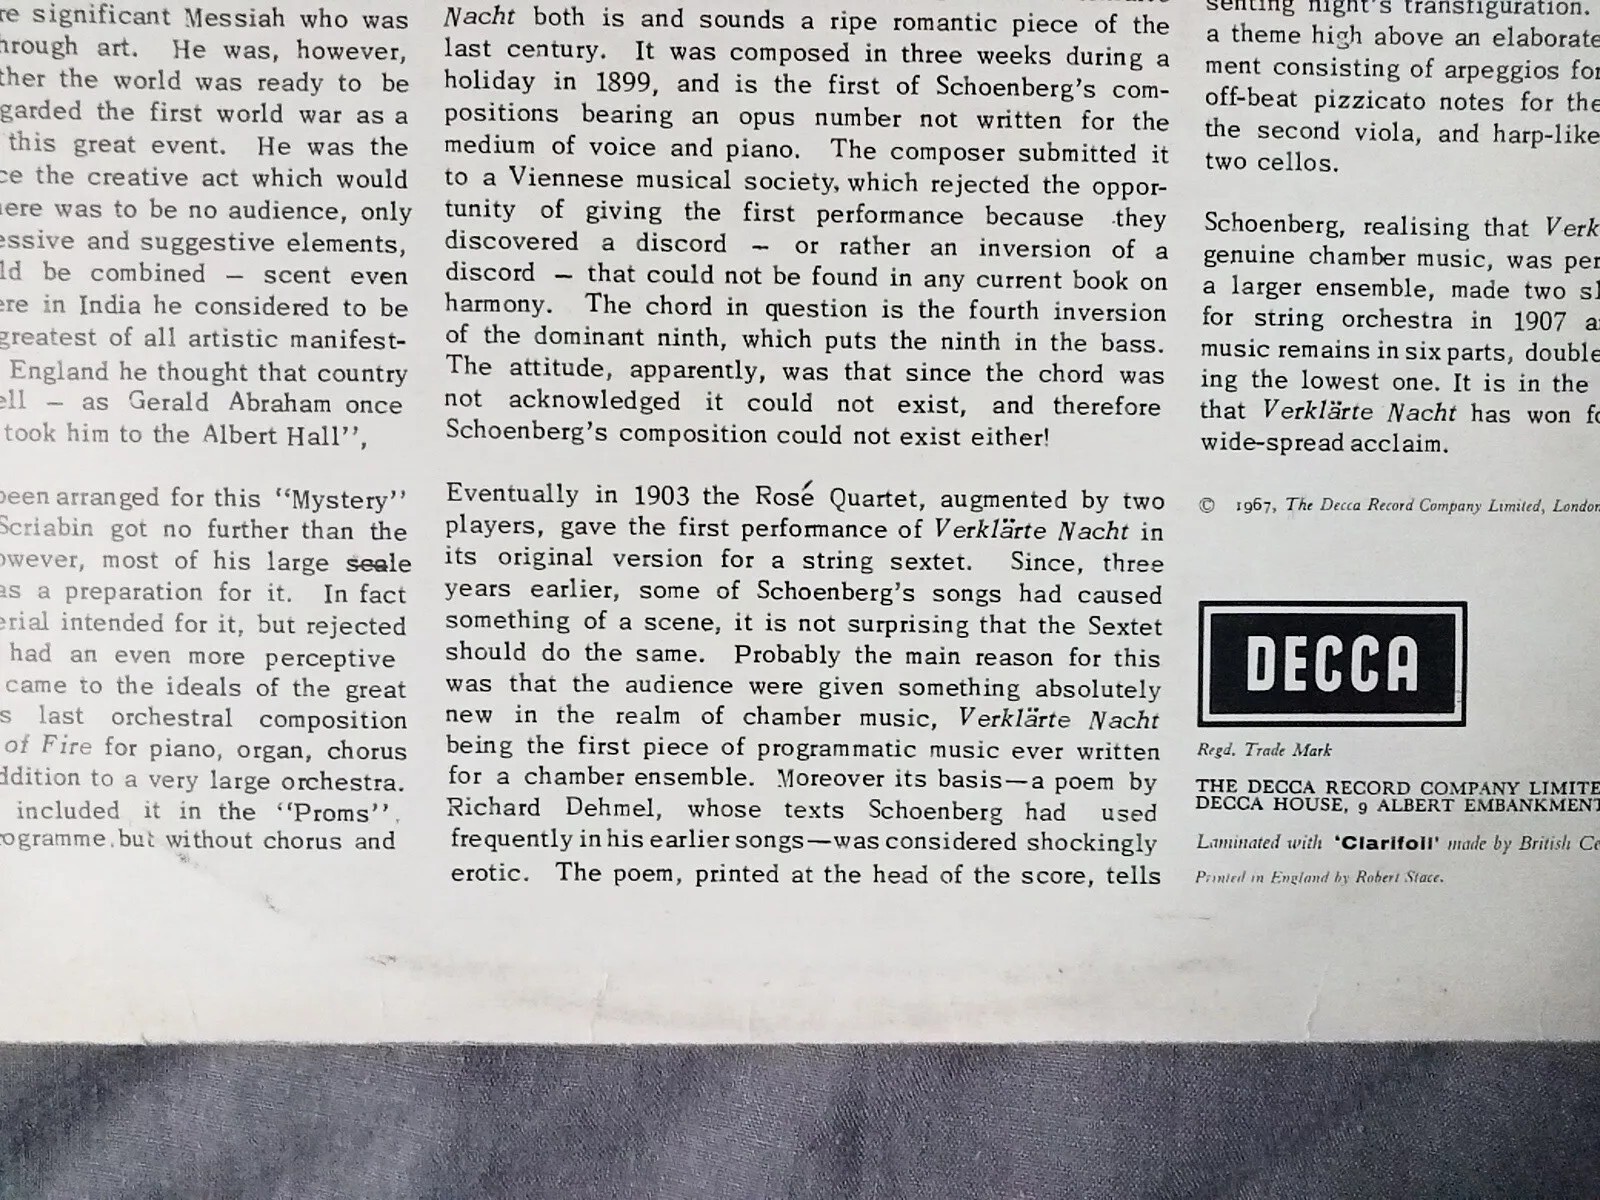 re significant Messiah who was
hrough art. He was, however,
ther the world was ready to be
garded the first world war as a
this great event. He was the
ce the creative act which would
ere was to be no audience, only
essive and suggestive elements,
ld be combined – scent even
ere in India he considered to be
greatest of all artistic manifest-
England he thought that country
ell – as Gerald Abraham once
took him to the Albert Hall”,
been arranged for this “Mystery”
Scriabin got no further than the
owever, most of his large scale
as a preparation for it. In fact
erial intended for it, but rejected
had an even more perceptive
came to the ideals of the great
s last orchestral composition
of Fire for piano, organ, chorus
ddition to a very large orchestra.
included it in the “Proms”,
ogramme, but without chorus and
Nacht both is and sounds a ripe romantic piece of the
last century. It was composed in three weeks during a
holiday in 1899, and is the first of Schoenberg's com-
positions bearing an opus number not written for the
medium of voice and piano. The composer submitted it
to a Viennese musical society, which rejected the oppor-
tunity of giving the first performance because they
discovered a discord – or rather an inversion of a
discord – that could not be found in any current book on
harmony. The chord in question is the fourth inversion
of the dominant ninth, which puts the ninth in the bass.
The attitude, apparently, was that since the chord was
not acknowledged it could not exist, and therefore
Schoenberg's composition could not exist either!
Eventually in 1903 the Rosé Quartet, augmented by two
players, gave the first performance of Verklärte Nacht in
its original version for a string sextet. Since, three
years earlier, some of Schoenberg's songs had caused
something of a scene, it is not surprising that the Sextet
should do the same. Probably the main reason for this
was that the audience were given something absolutely
new in the realm of chamber music, Verklärte Nacht
being the first piece of programmatic music ever written
for a chamber ensemble. Moreover its basis—a poem by
Richard Dehmel, whose texts Schoenberg had used
frequently in his earlier songs—was considered shockingly
erotic. The poem, printed at the head of the score, tells
senting night's transfiguration.
a theme high above an elaborate
ment consisting of arpeggios for
off-beat pizzicato notes for the
the second viola, and harp-like
two cellos.
Schoenberg, realising that Verk
genuine chamber music, was per
a larger ensemble, made two sl
for string orchestra in 1907 a
music remains in six parts, double
ing the lowest one. It is in the
that Verklärte Nacht has won fo
wide-spread acclaim.
© 1967, The Decca Record Company Limited, London
DECCA
Regd. Trade Mark
THE DECCA RECORD COMPANY LIMITE
DECCA HOUSE, 9 ALBERT EMBANKMENT
Laminated with 'Clarifoil' made by British Ce
Printed in England by Robert Stace.